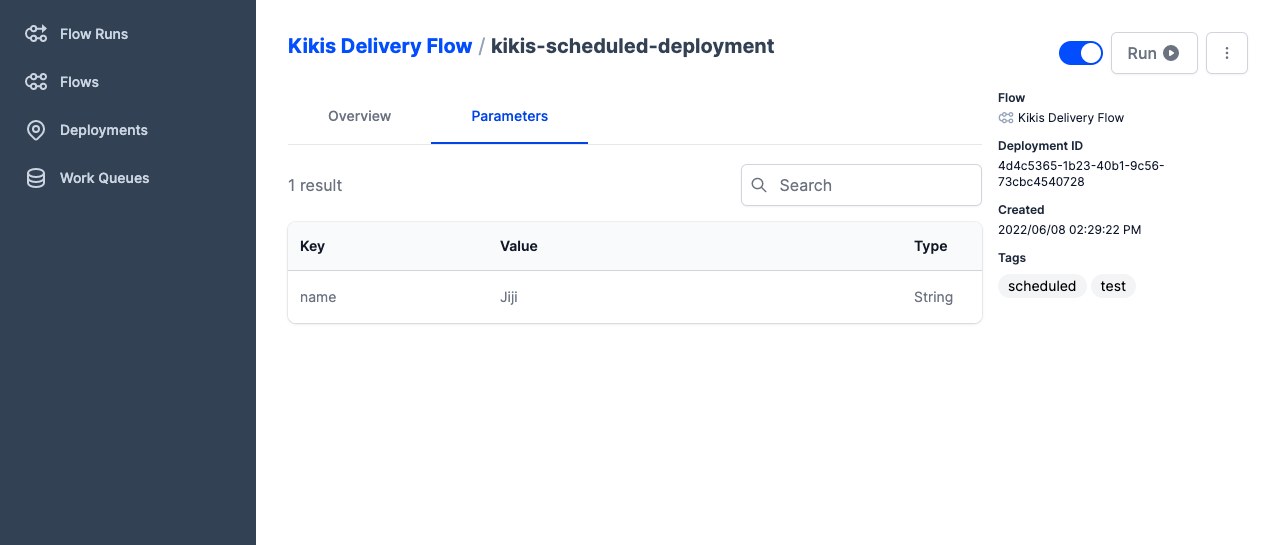 Flow Runs
Flows
Deployments
Work Queues
Kikis Delivery Flow / kikis-scheduled-deployment
Run
Overview
Parameters
1 result
Search
Key Value Type
name Jiji String
Flow
Kikis Delivery Flow
Deployment ID
4d4c5365-1b23-40b1-9c56-
73cbc4540728
Created
2022/06/08 02:29:22 PM
Tags
scheduled test